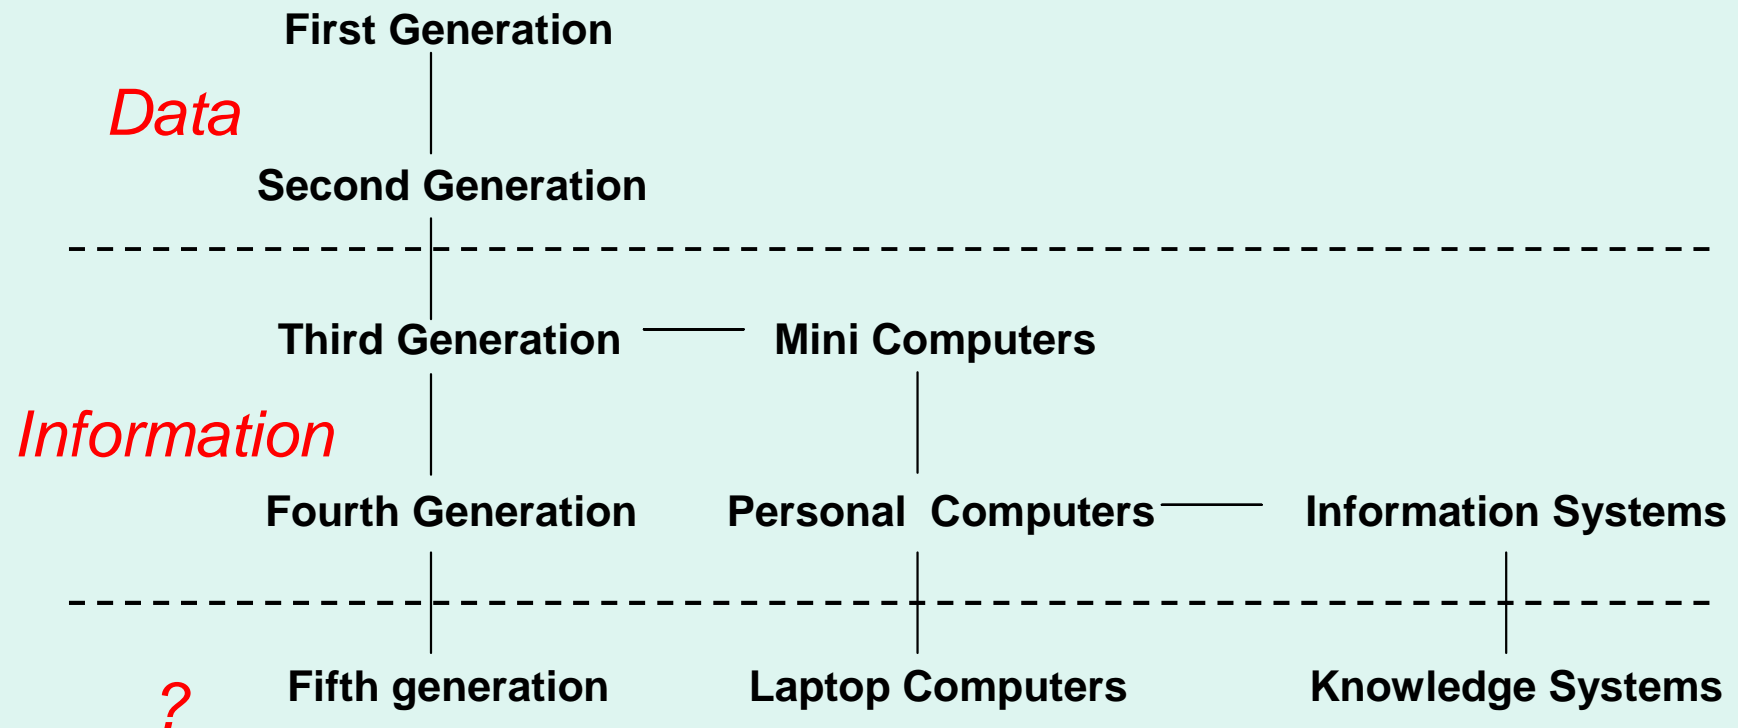 First Generation
Data
Second Generation
Third Generation Mini Computers
Information
Fourth Generation Personal Computers Information Systems
? Fifth generation Laptop Computers Knowledge Systems